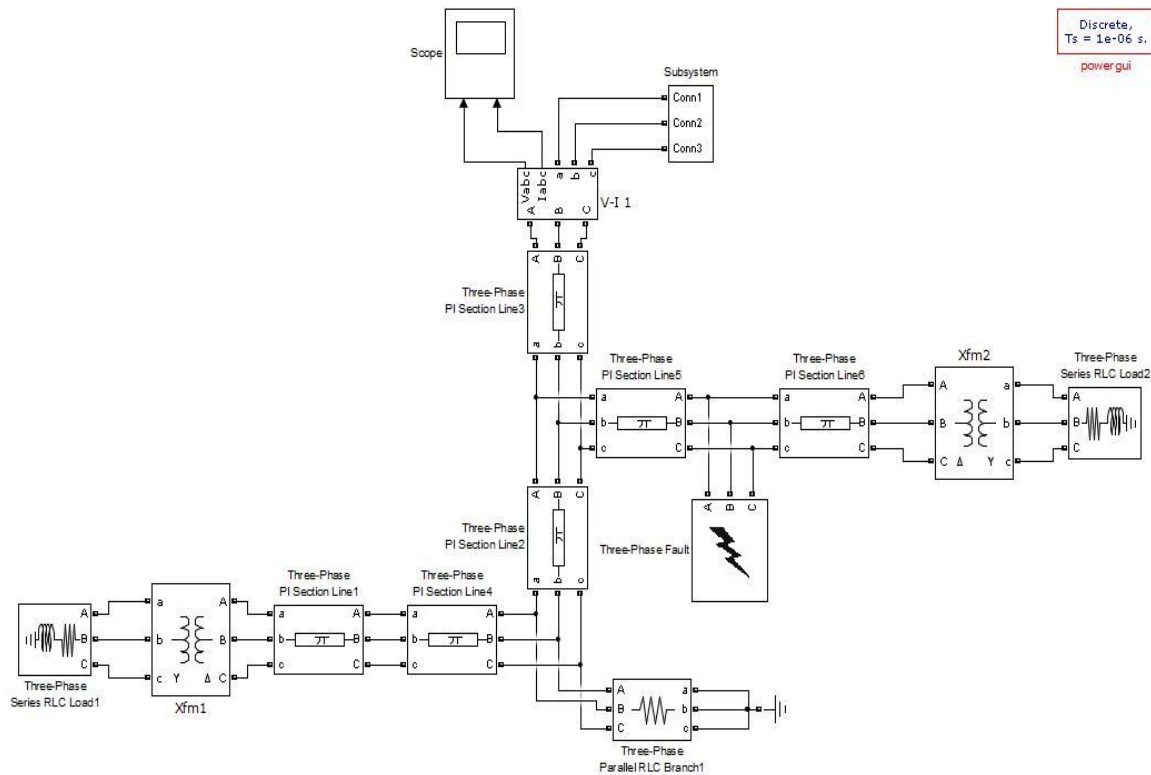 Discrete,
Ts = 1e-06 s.
powergui
Scope
Subsystem
Conn1
Conn2
Conn3
Vabc
Iabc
a
b
c
A
B
C
V-I 1
A
B
C
Three-Phase
PI Section Line3
a
b
c
Three-Phase
PI Section Line5
a
A
b
B
c
C
Three-Phase
PI Section Line6
a
A
b
B
c
C
Xfm2
A
a
B
b
C
Δ
Y
c
Three-Phase
Series RLC Load2
A
B
C
A
B
C
Three-Phase
PI Section Line2
a
b
c
A
B
C
Three-Phase Fault
Three-Phase
PI Section Line1
a
A
b
B
c
C
Three-Phase
PI Section Line4
a
A
b
B
c
C
A
B
C
Three-Phase
Series RLC Load1
a
A
b
B
c
Y
Δ
C
Xfm1
A
a
B
b
C
c
Three-Phase
Parallel RLC Branch1